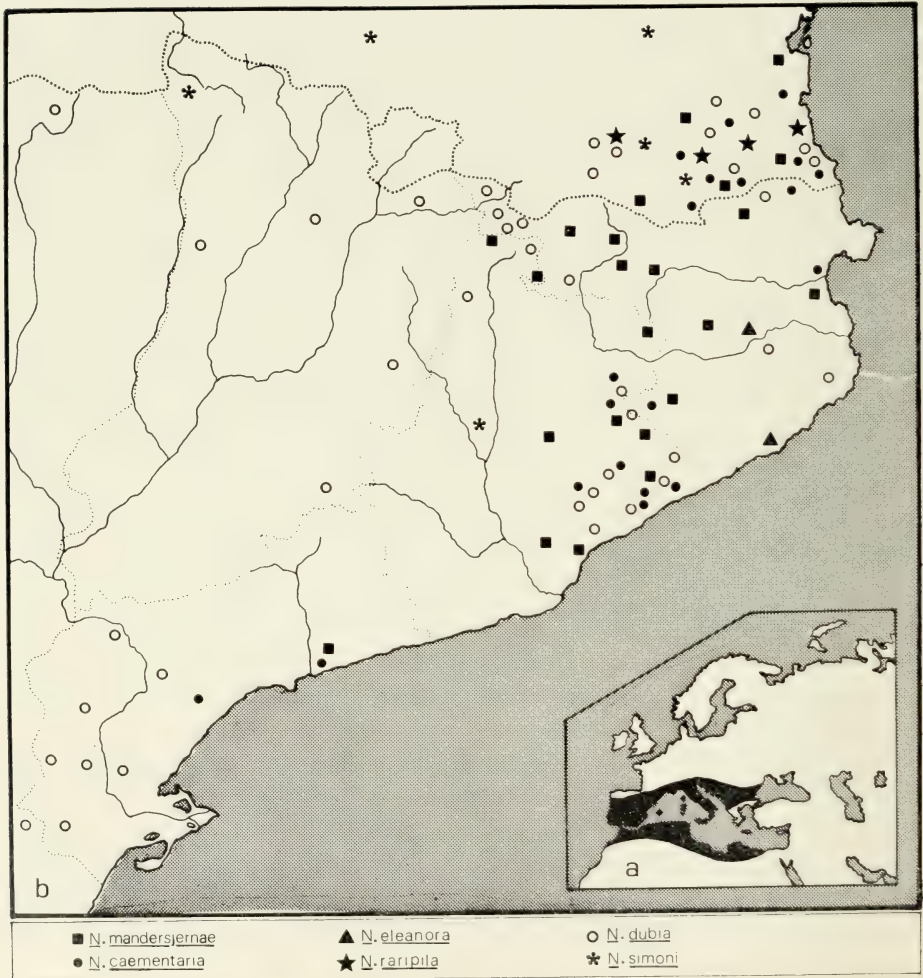 b
a
N. mandersjernae
N. eleanora
N. dubia
N. caementaria
N. raripila
N. simoni